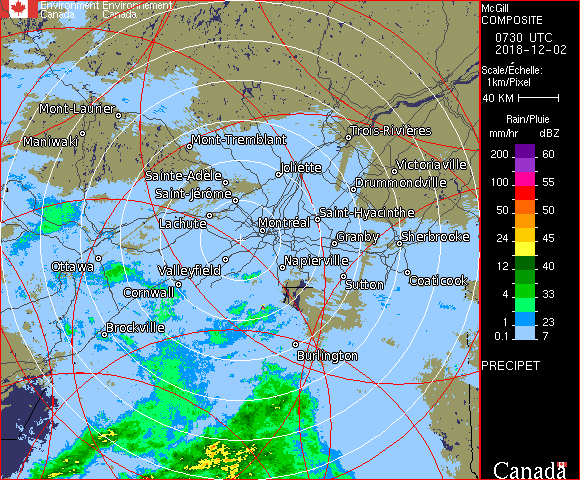 Environment Environnement
Canada Canada
Mont-Laurier
Maniwaki
Mont-Tremblant
Trois-Rivières
Joliette
Victoriaville
Sainte-Adèle
Drummondville
Saint-Jérôme
Saint-Hyacinthe
Lachute
Montréal
Granby
Sherbrooke
Ottawa
Valleyfield
Napierville
Coaticook
Sutton
Cornwall
Brockville
Burlington
McGill
COMPOSITE
0730 UTC
2018-12-02
Scale/Échelle:
1km/Pixel
40 KM
Rain/Pluie
mm/hr dBZ
200 60
150 60
100 55
50 50
24 45
12 40
4 33
1 23
0.1 7
PRECIPET
Canada